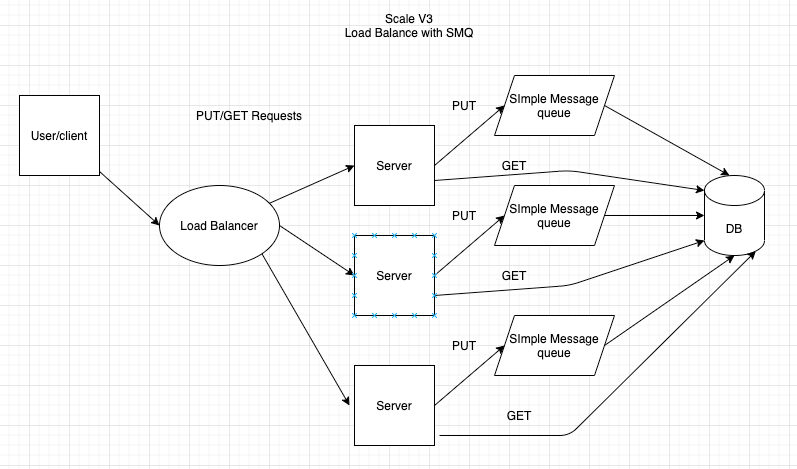 Scale V3
Load Balance with SMQ
User/client
PUT/GET Requests
Load Balancer
Server
PUT
SImple Message
queue
GET
Server
PUT
SImple Message
queue
GET
DB
Server
PUT
SImple Message
queue
GET